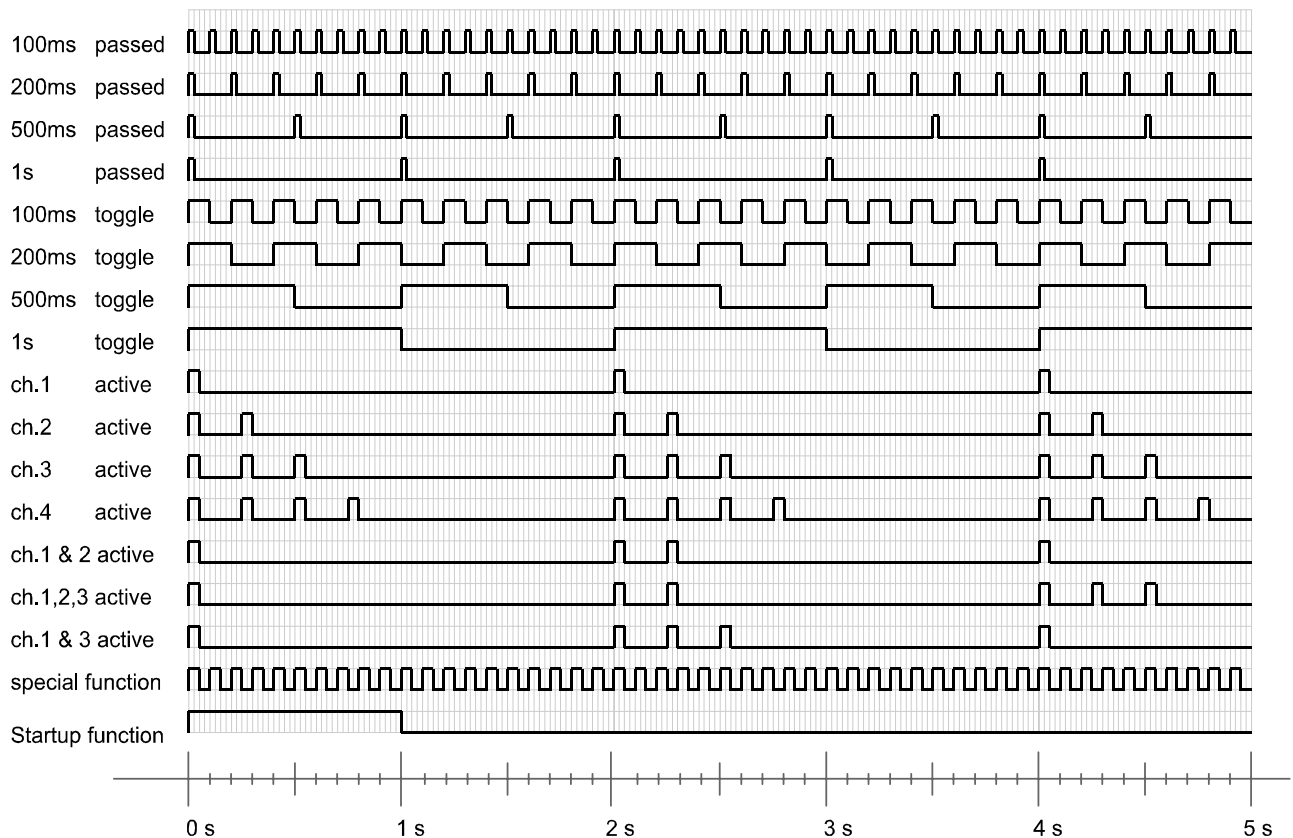 100ms passed
200ms passed
500ms passed
1s passed
100ms toggle
200ms toggle
500ms toggle
1s toggle
ch.1 active
ch.2 active
ch.3 active
ch.4 active
ch.1 & 2 active
ch.1,2,3 active
ch.1 & 3 active
special function
Startup function
0 s 1 s 2 s 3 s 4 s 5 s